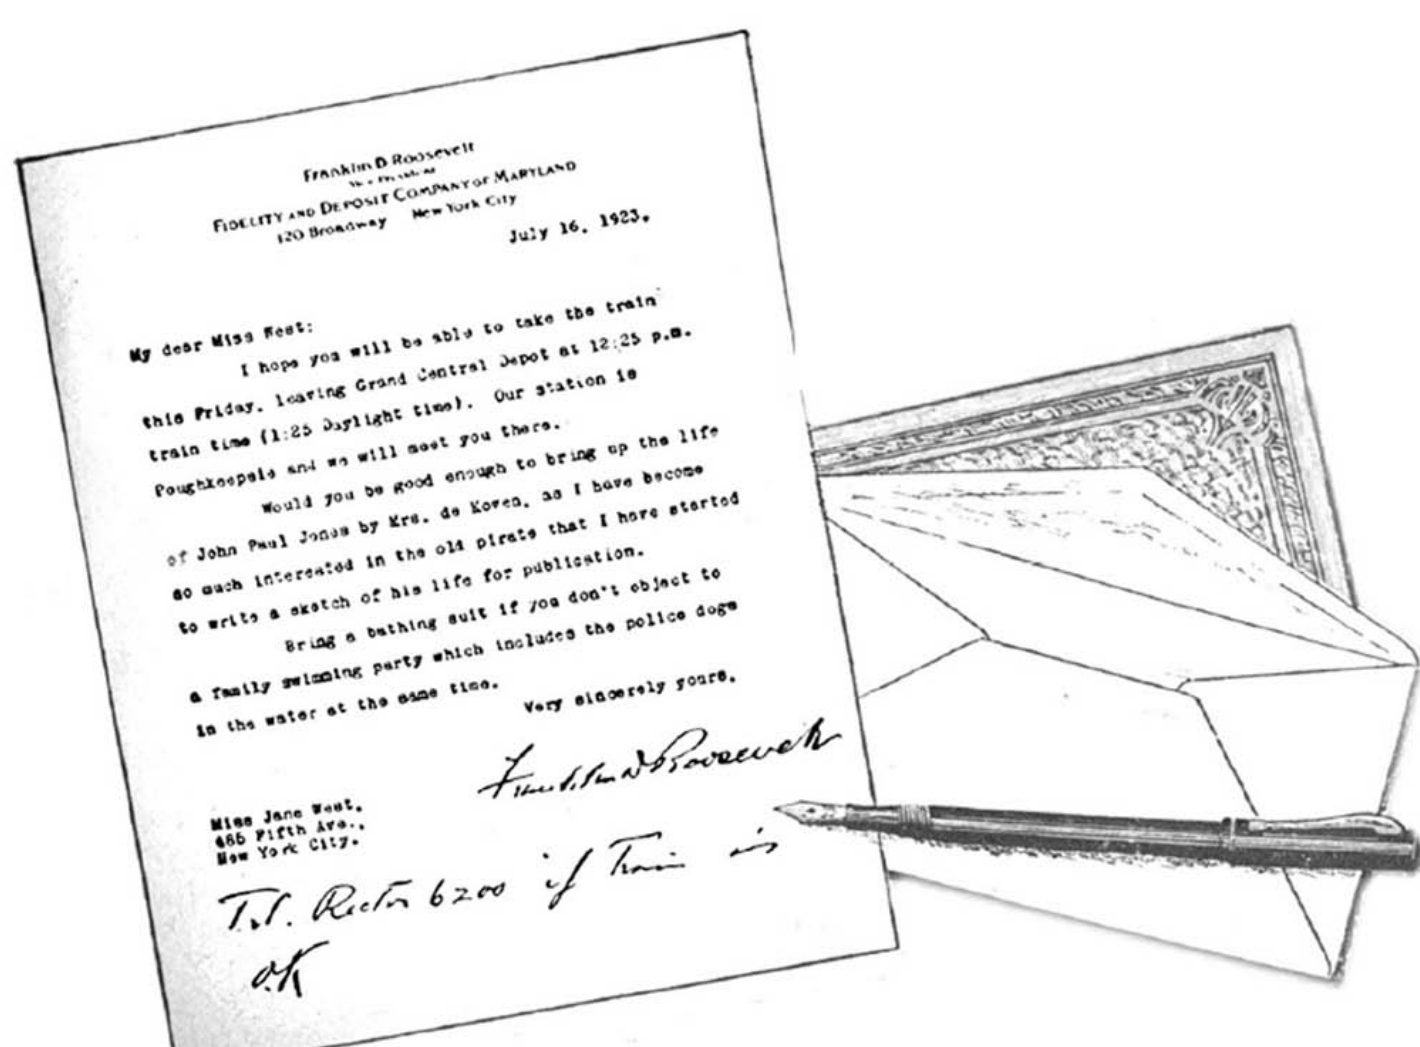 Franklin D. Roosevelt
Vice President
FIDELITY AND DEPOSIT COMPANY OF MARYLAND
120 Broadway New York City
July 16, 1923.
My dear Miss West:
I hope you will be able to take the train
this Friday, leaving Grand Central Depot at 12:25 p.m.
train time (1:25 Daylight time). Our station is
Poughkeepsie and we will meet you there.
Would you be good enough to bring up the life
of John Paul Jones by Mrs. de Koven, as I have become
so much interested in the old pirate that I have started
to write a sketch of his life for publication.
Bring a bathing suit if you don't object to
a family swimming party which includes the police dogs
in the water at the same time.
Very sincerely yours,
Franklin D Roosevelt
Miss Jane West,
Fifth Ave.,
New York City.
Tel. Rector 6200 if Train is
O.K